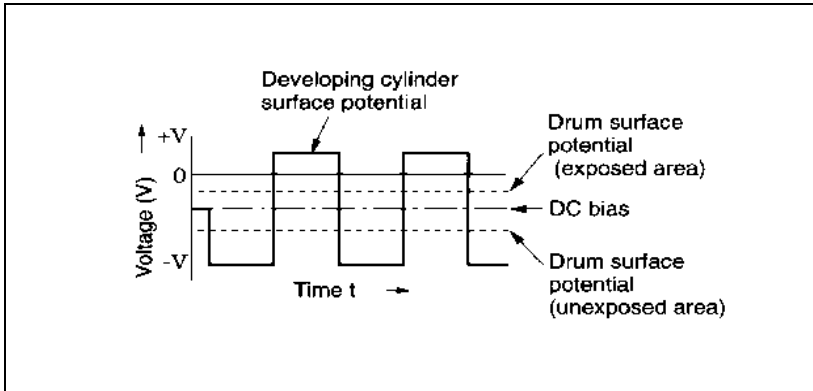 Developing cylinder
surface potential
+V
0
-V
Voltage (V)
Time t
Drum surface
potential
(exposed area)
DC bias
Drum surface
potential
(unexposed area)